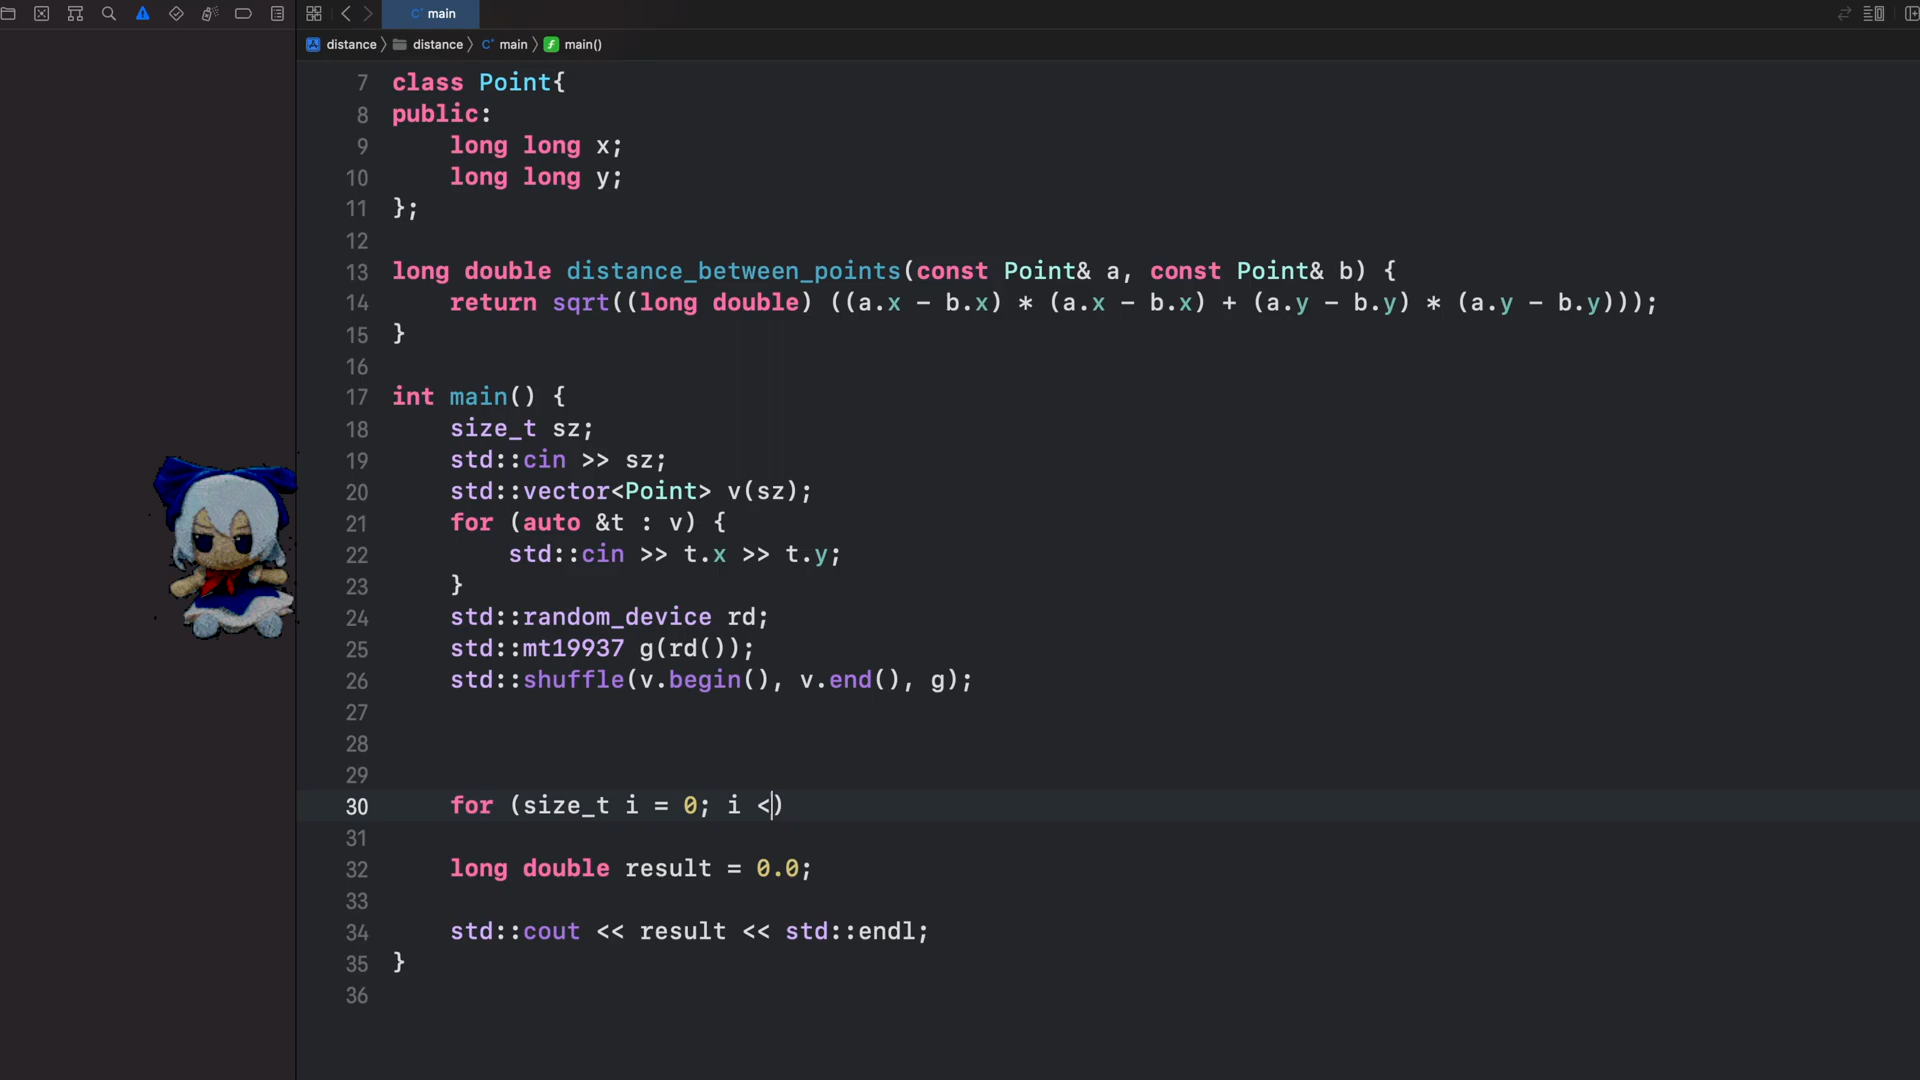 main
distance
distance
main
main()
7 class Point{
8 public:
9 long long x;
10 long long y;
11 };
12
13 long double distance_between_points(const Point& a, const Point& b) {
14 return sqrt((long double) ((a.x - b.x) * (a.x - b.x) + (a.y - b.y) * (a.y - b.y)));
15 }
16
17 int main() {
18 size_t sz;
19 std::cin >> sz;
20 std::vector<Point> v(sz);
21 for (auto &t : v) {
22 std::cin >> t.x >> t.y;
23 }
24 std::random_device rd;
25 std::mt19937 g(rd());
26 std::shuffle(v.begin(), v.end(), g);
27
28
29
30 for (size_t i = 0; i <)
31
32 long double result = 0.0;
33
34 std::cout << result << std::endl;
35 }
36